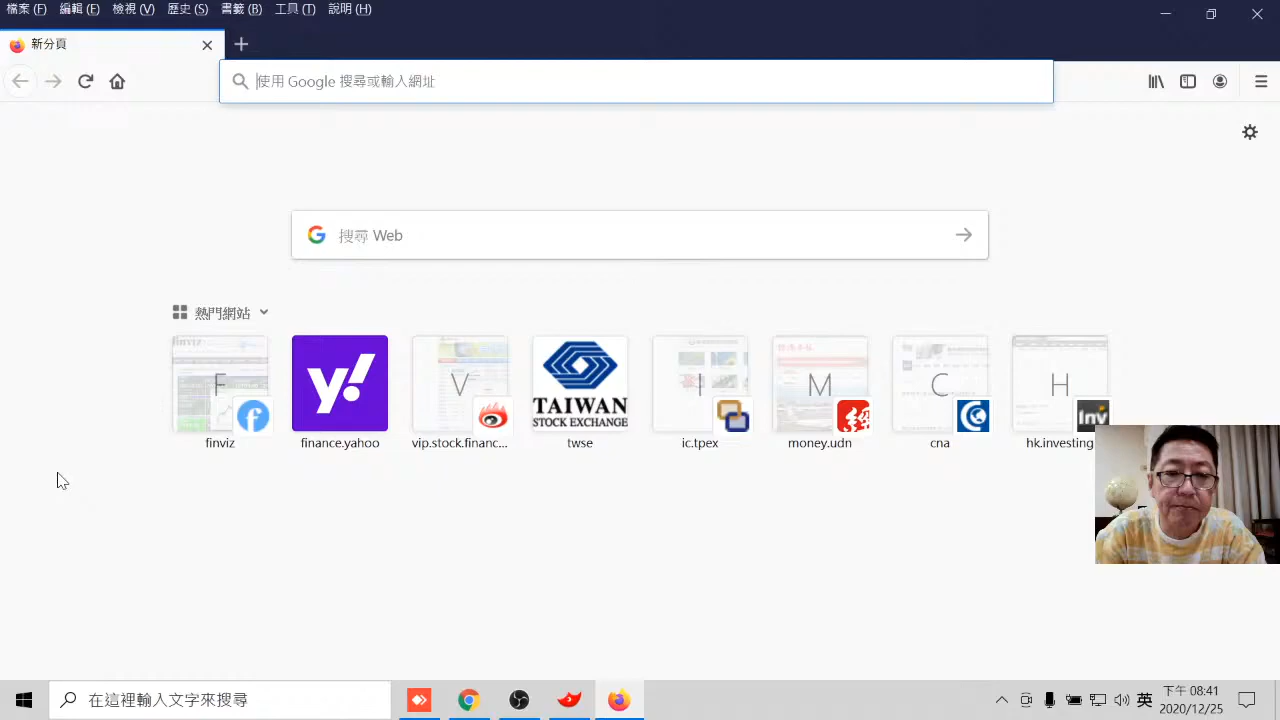 檔案 (F) 編輯 (E) 檢視 (V) 歷史 (S) 書籤 (B) 工具 (T) 說明 (H)
新分頁
使用 Google 搜尋或輸入網址
搜尋 Web
熱門網站
F
y!
V
TAIWAN
STOCK EXCHANGE
I
M
C
H
Inv
finviz
finance.yahoo
vip.stock.financ...
twse
ic.tpex
money.udn
cna
hk.investing
在這裡輸入文字來搜尋
英
下午 08:41
2020/12/25